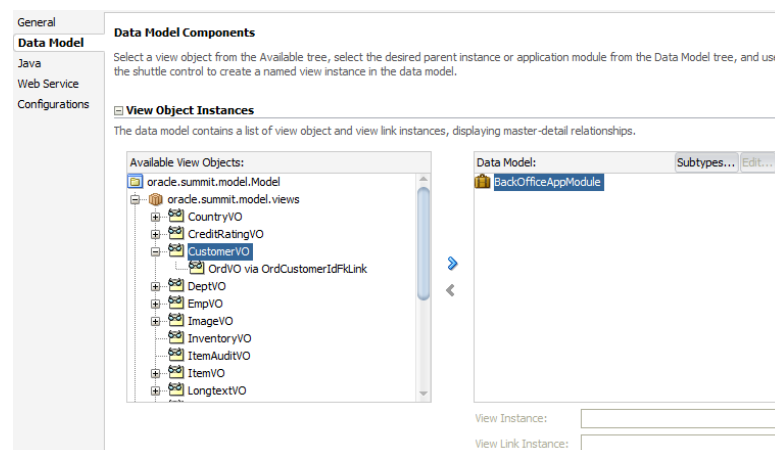 General
Data Model
Java
Web Service
Configurations
Data Model Components
Select a view object from the Available tree, select the desired parent instance or application module from the Data Model tree, and use
the shuttle control to create a named view instance in the data model.
View Object Instances
The data model contains a list of view object and view link instances, displaying master-detail relationships.
Available View Objects:
oracle.summit.model.Model
oracle.summit.model.views
CountryVO
CreditRatingVO
CustomerVO
OrdVO via OrdCustomerIdFkLink
DeptVO
EmpVO
ImageVO
InventoryVO
ItemAuditVO
ItemVO
LongtextVO
Data Model: Subtypes... Edit...
BackOfficeAppModule
View Instance:
View Link Instance: